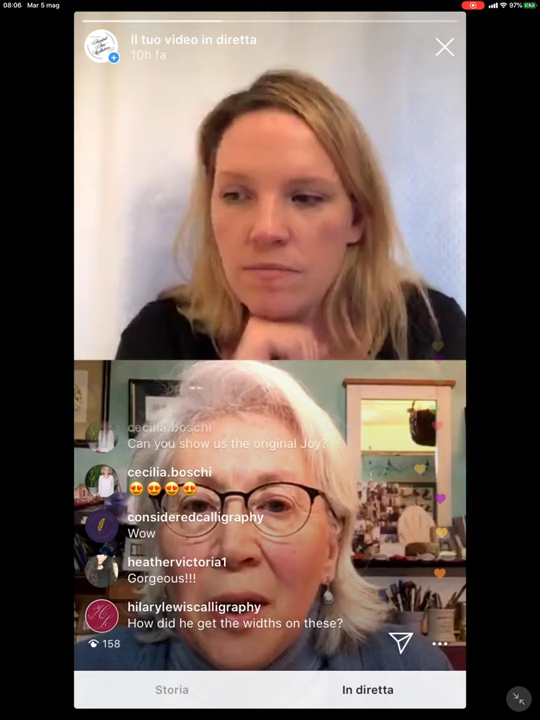 08:06 Mar 5 mag
97%
Il tuo video in diretta
10h fa
cecilia.boschi
Can you show us the original Joy?
cecilia.boschi
😍😍😍😍
consideredcalligraphy
Wow
heathervictoria1
Gorgeous!!!
hilarylewiscalligraphy
How did he get the widths on these?
158
Storia
In diretta